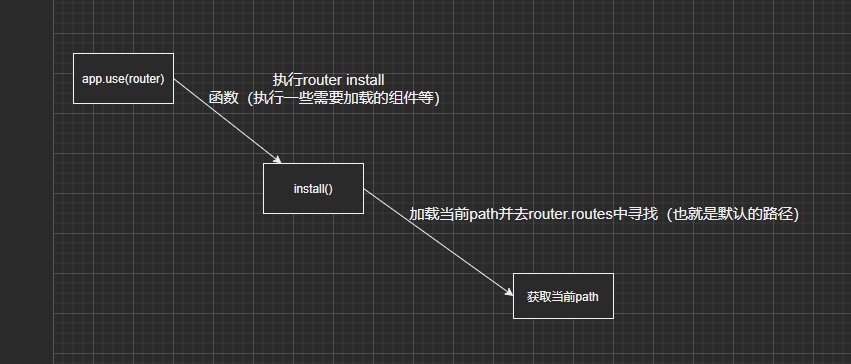 app.use(router)
执行router install
函数（执行一些需要加载的组件等）
install()
加载当前path并去router.routes中寻找（也就是默认的路径）
获取当前path